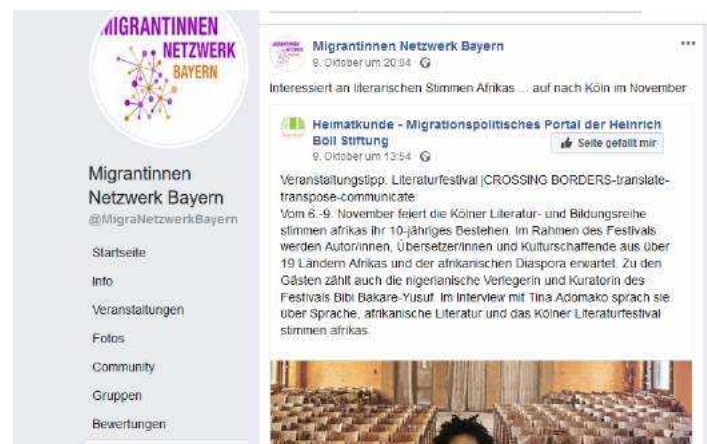 MIGRANTINNEN
NETZWERK
BAYERN
Migrantinnen
Netzwerk Bayern
@MigraNetzwerkBayern
Startseite
Info
Veranstaltungen
Fotos
Community
Gruppen
Bewertungen
Migrantinnen Netzwerk Bayern
9. Oktober um 20:04
Interessiert an literarischen Stimmen Afrikas ... auf nach Köln im November
Heimatkunde - Migrationspolitisches Portal der Heinrich
Böll Stiftung
Seite gefällt mir
9. Oktober um 13:54
Veranstaltungstipp: Literaturfestival |CROSSING BORDERS-translate-
transpose-communicate
Vom 6.-9. November feiert die Kölner Literatur- und Bildungsreihe
stimmen afrikas ihr 10-jähriges Bestehen. Im Rahmen des Festivals
werden Autor/innen, Übersetzer/innen und Kulturschaffende aus über
19 Ländern Afrikas und der afrikanischen Diaspora erwartet. Zu den
Gästen zählt auch die nigerianische Verlegerin und Kuratorin des
Festivals Bibi Bakare-Yusuf. Im Interview mit Tina Adomako sprach sie
über Sprache, afrikanische Literatur und das Kölner Literaturfestival
stimmen afrikas.